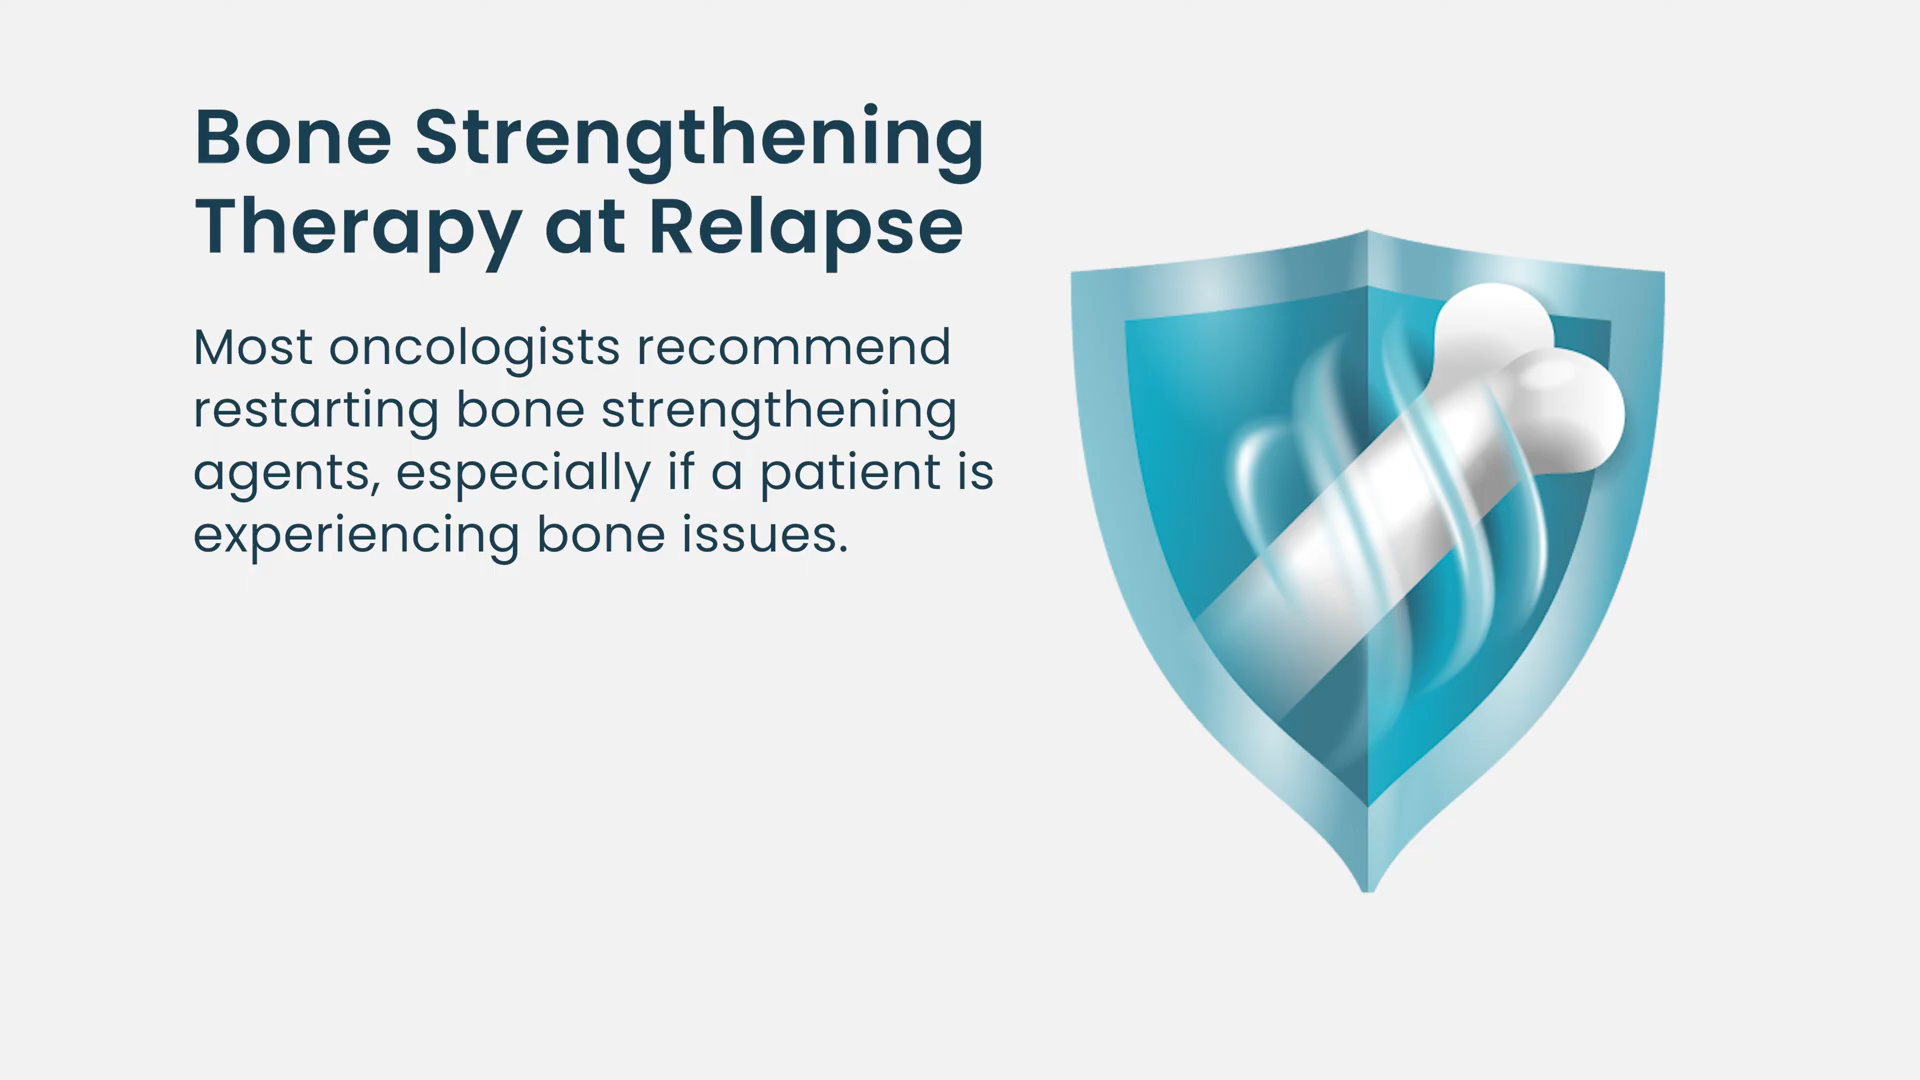 Bone Strengthening
Therapy at Relapse
Most oncologists recommend
restarting bone strengthening
agents, especially if a patient is
experiencing bone issues.